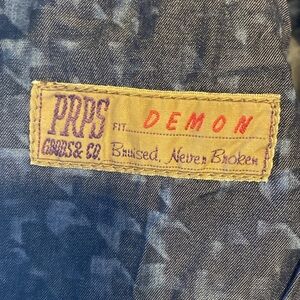 PRPS
GOODS & CO.
FIT DEMON
Bruised, Never Broken